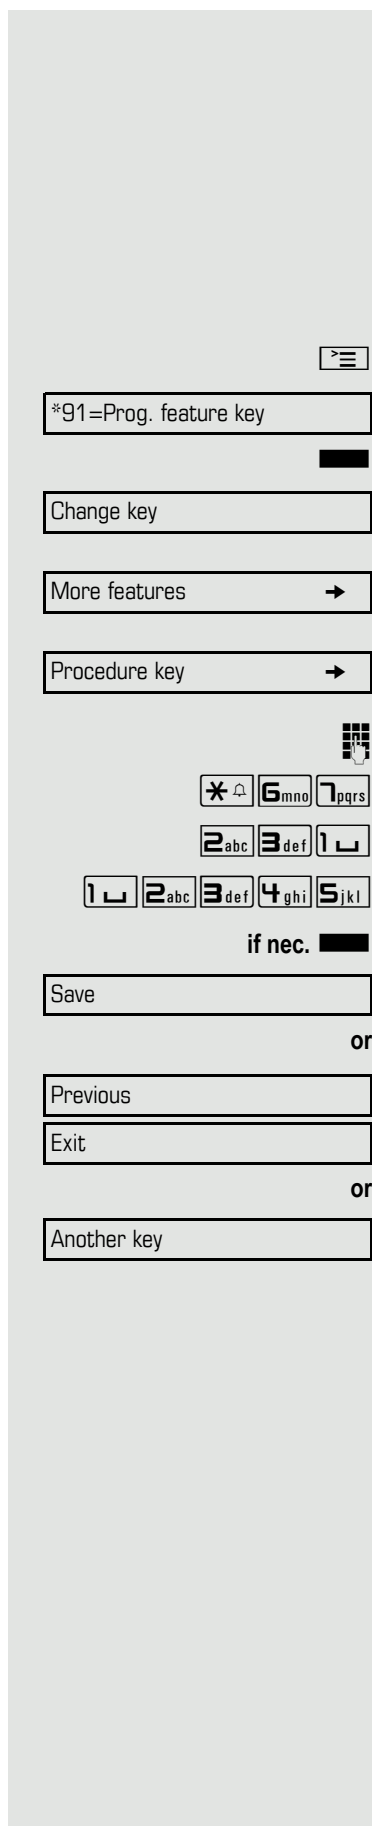 *91=Prog. feature key
Change key
More features →
Procedure key →
* 6mno 7pqrs
2abc 3def 1
1 2abc 3def 4ghi 5jkl
if nec.
Save
or
Previous
Exit
or
Another key